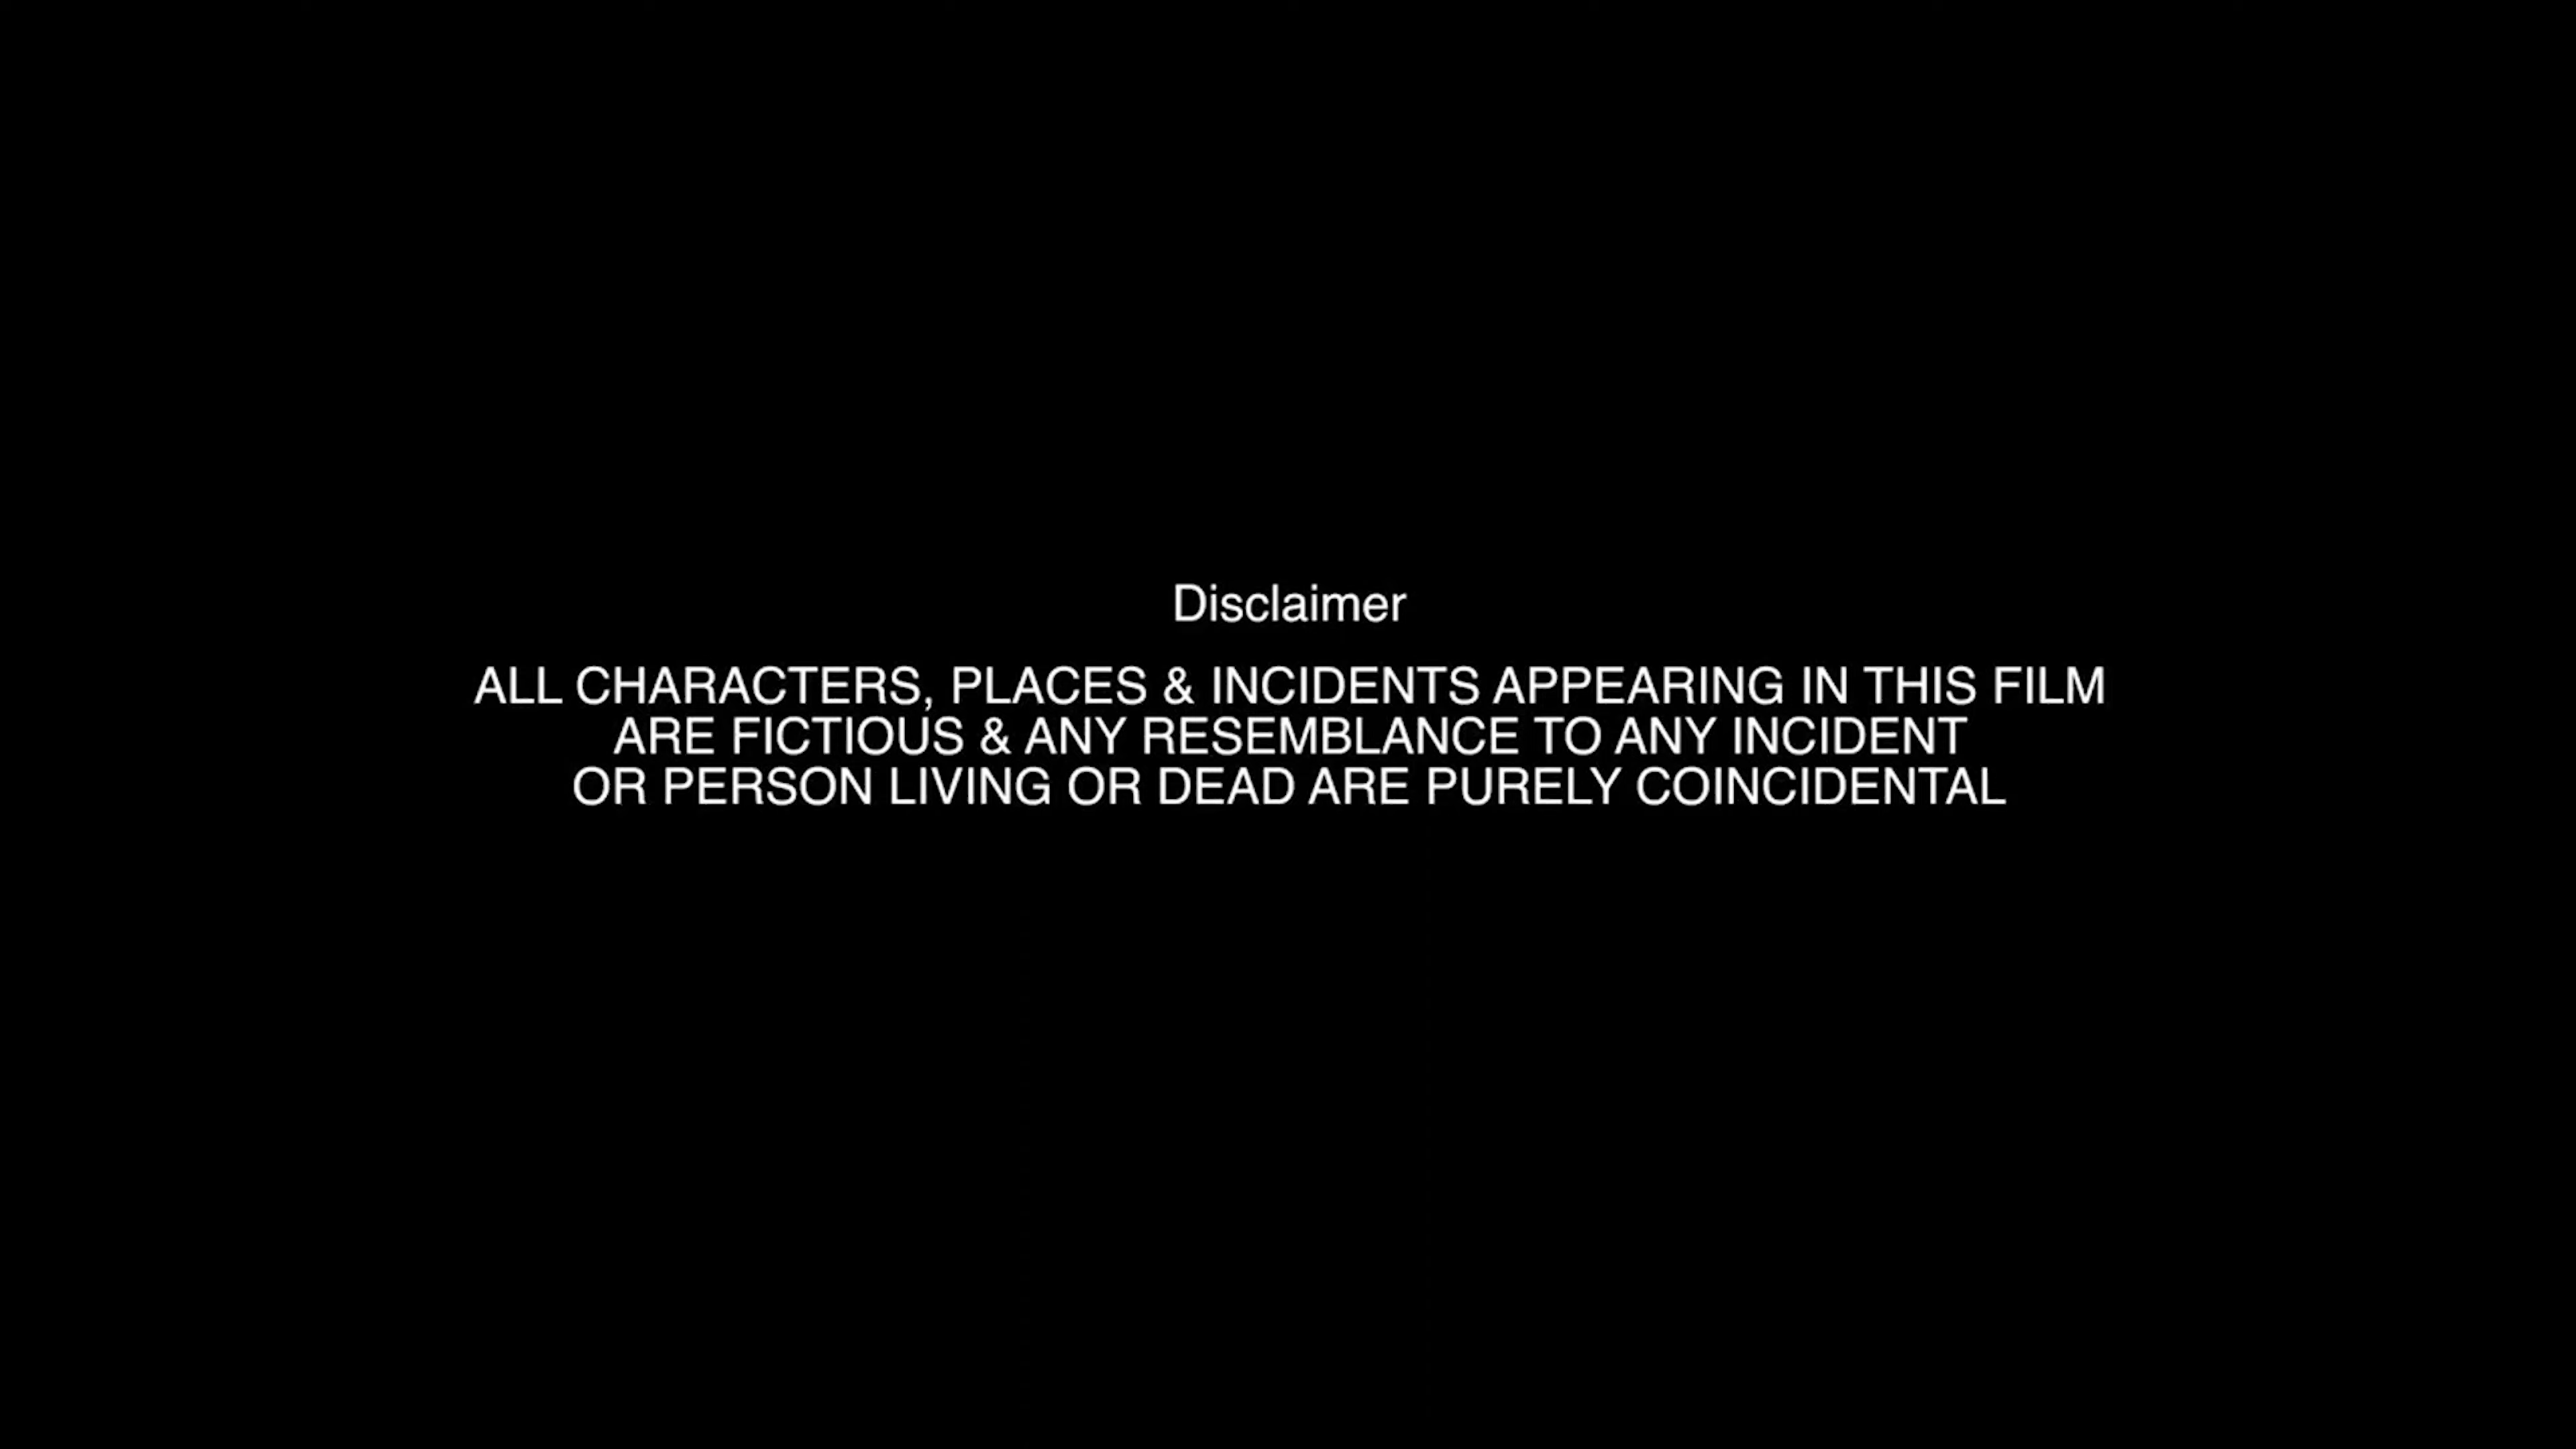 Disclaimer
ALL CHARACTERS, PLACES & INCIDENTS APPEARING IN THIS FILM
ARE FICTIOUS & ANY RESEMBLANCE TO ANY INCIDENT
OR PERSON LIVING OR DEAD ARE PURELY COINCIDENTAL